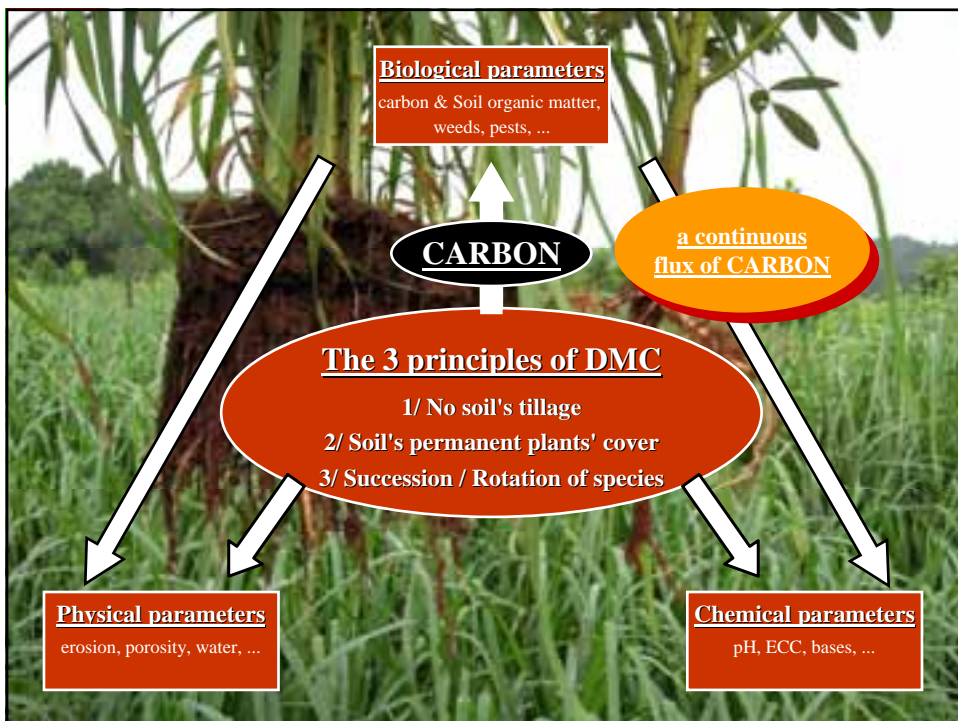 Biological parameters
carbon & Soil organic matter,
weeds, pests, ...
CARBON
a continuous
flux of CARBON
The 3 principles of DMC
1/ No soil's tillage
2/ Soil's permanent plants' cover
3/ Succession / Rotation of species
Physical parameters
erosion, porosity, water, ...
Chemical parameters
pH, ECC, bases, ...